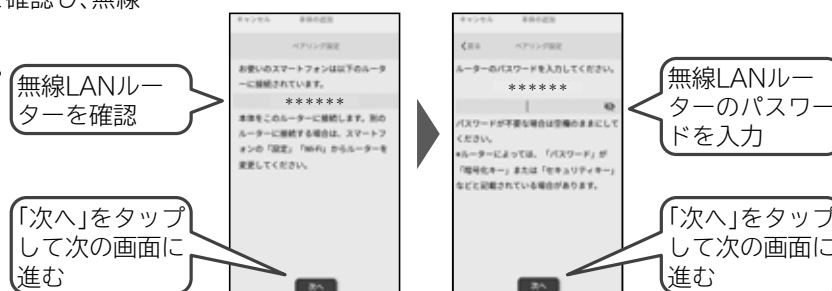 確認し、無線
キャンセル 本体の追加
ペアリング設定
お使いのスマートフォンは以下のルータ
ーに接続されています。
******
本体をこのルーターに接続します。別の
ルーターに接続する場合は、スマートフ
ォンの「設定」「Wi-Fi」からルーターを
変更してください。
次へ
無線LANルー
ターを確認
「次へ」をタップ
して次の画面に
進む
キャンセル 本体の追加
戻る ペアリング設定
ルーターのパスワードを入力してください。
******
パスワードが不要な場合は空欄のままにして
ください。
※ルーターによっては、「パスワード」が
「暗号化キー」または「セキュリティキー」
などと記載されている場合があります。
次へ
無線LANルー
ターのパスワー
ドを入力
「次へ」をタップ
して次の画面に
進む